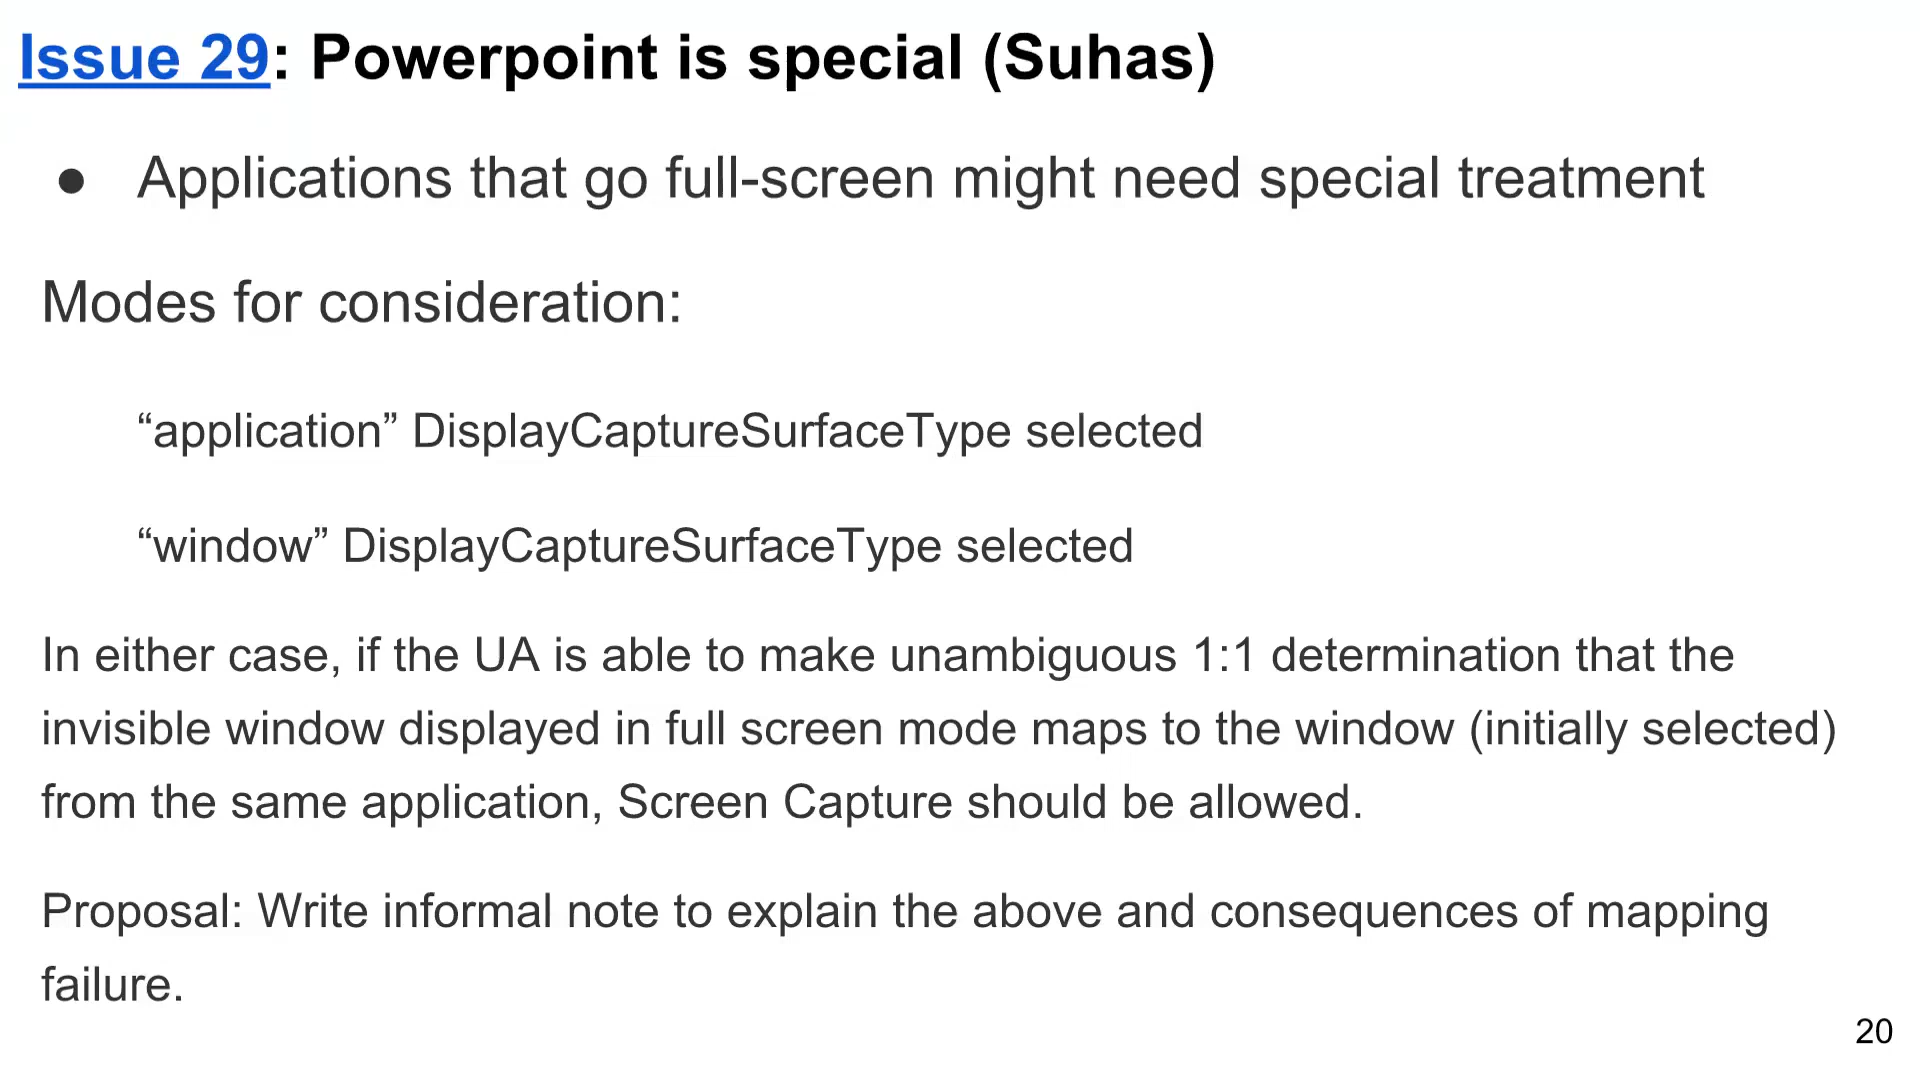 Issue 29: Powerpoint is special (Suhas)
● Applications that go full-screen might need special treatment
Modes for consideration:
“application” DisplayCaptureSurfaceType selected
“window” DisplayCaptureSurfaceType selected
In either case, if the UA is able to make unambiguous 1:1 determination that the
invisible window displayed in full screen mode maps to the window (initially selected)
from the same application, Screen Capture should be allowed.
Proposal: Write informal note to explain the above and consequences of mapping
failure.
20